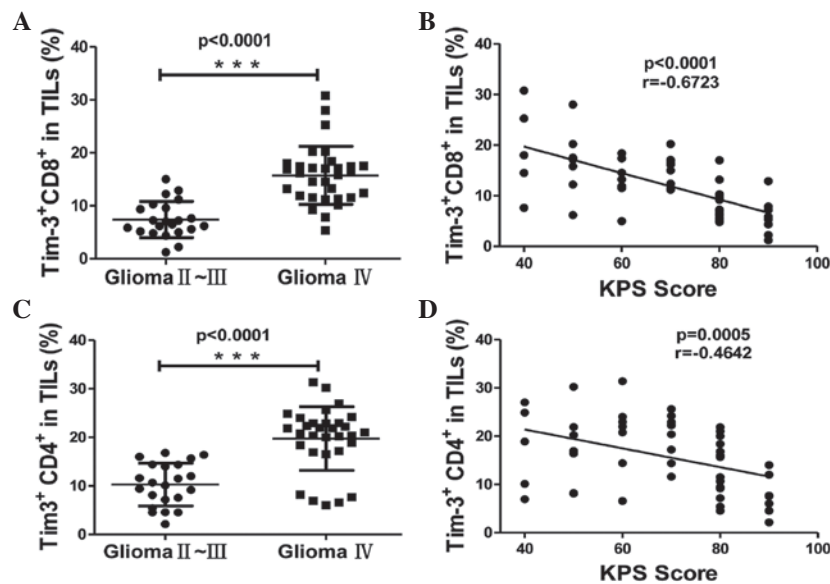 A
p<0.0001
* * *
Tim-3⁺CD8⁺ in TILs (%)
40
30
20
10
0
Glioma Ⅱ~Ⅲ
Glioma Ⅳ
B
p<0.0001
r=-0.6723
Tim-3⁺CD8⁺ in TILs (%)
40
30
20
10
0
40
60
80
100
KPS Score
C
p<0.0001
* * *
Tim3⁺ CD4⁺ in TILs (%)
40
30
20
10
0
Glioma Ⅱ~Ⅲ
Glioma Ⅳ
D
p=0.0005
r=-0.4642
Tim-3⁺ CD4⁺ in TILs (%)
40
30
20
10
0
40
60
80
100
KPS Score